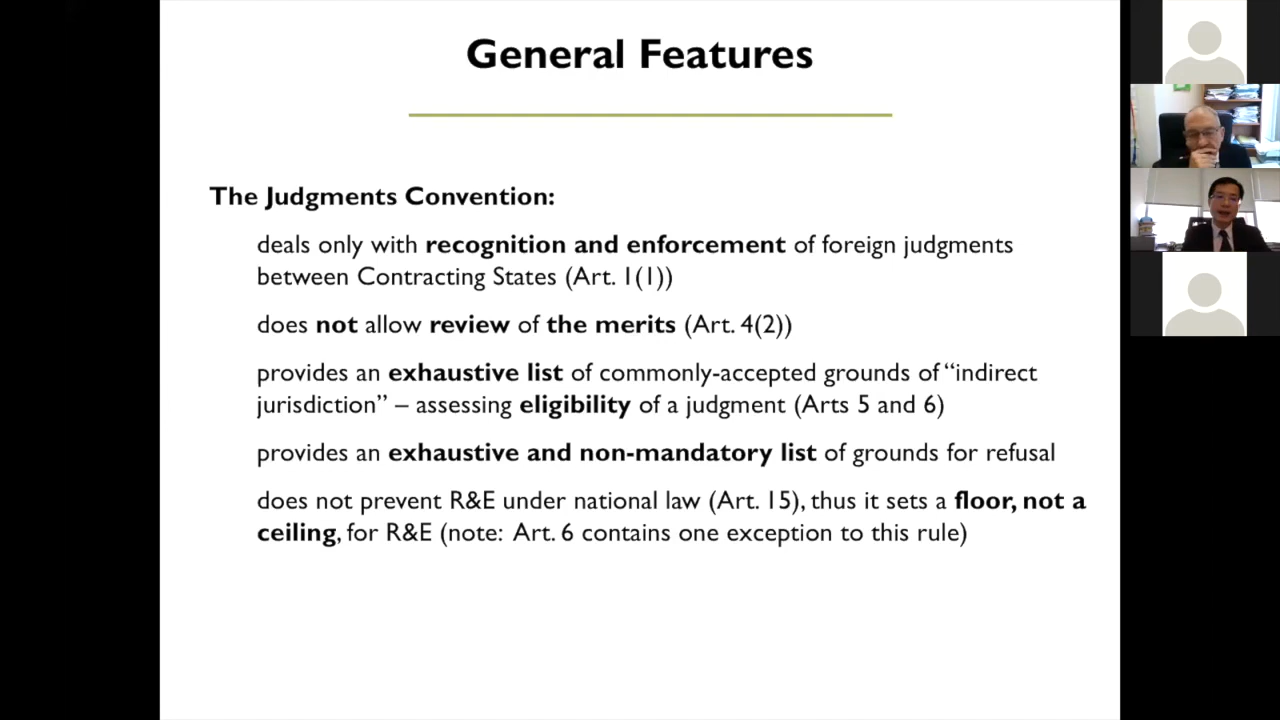 General Features
The Judgments Convention:
deals only with recognition and enforcement of foreign judgments
between Contracting States (Art. 1(1))
does not allow review of the merits (Art. 4(2))
provides an exhaustive list of commonly-accepted grounds of “indirect
jurisdiction” – assessing eligibility of a judgment (Arts 5 and 6)
provides an exhaustive and non-mandatory list of grounds for refusal
does not prevent R&E under national law (Art. 15), thus it sets a floor, not a
ceiling, for R&E (note: Art. 6 contains one exception to this rule)